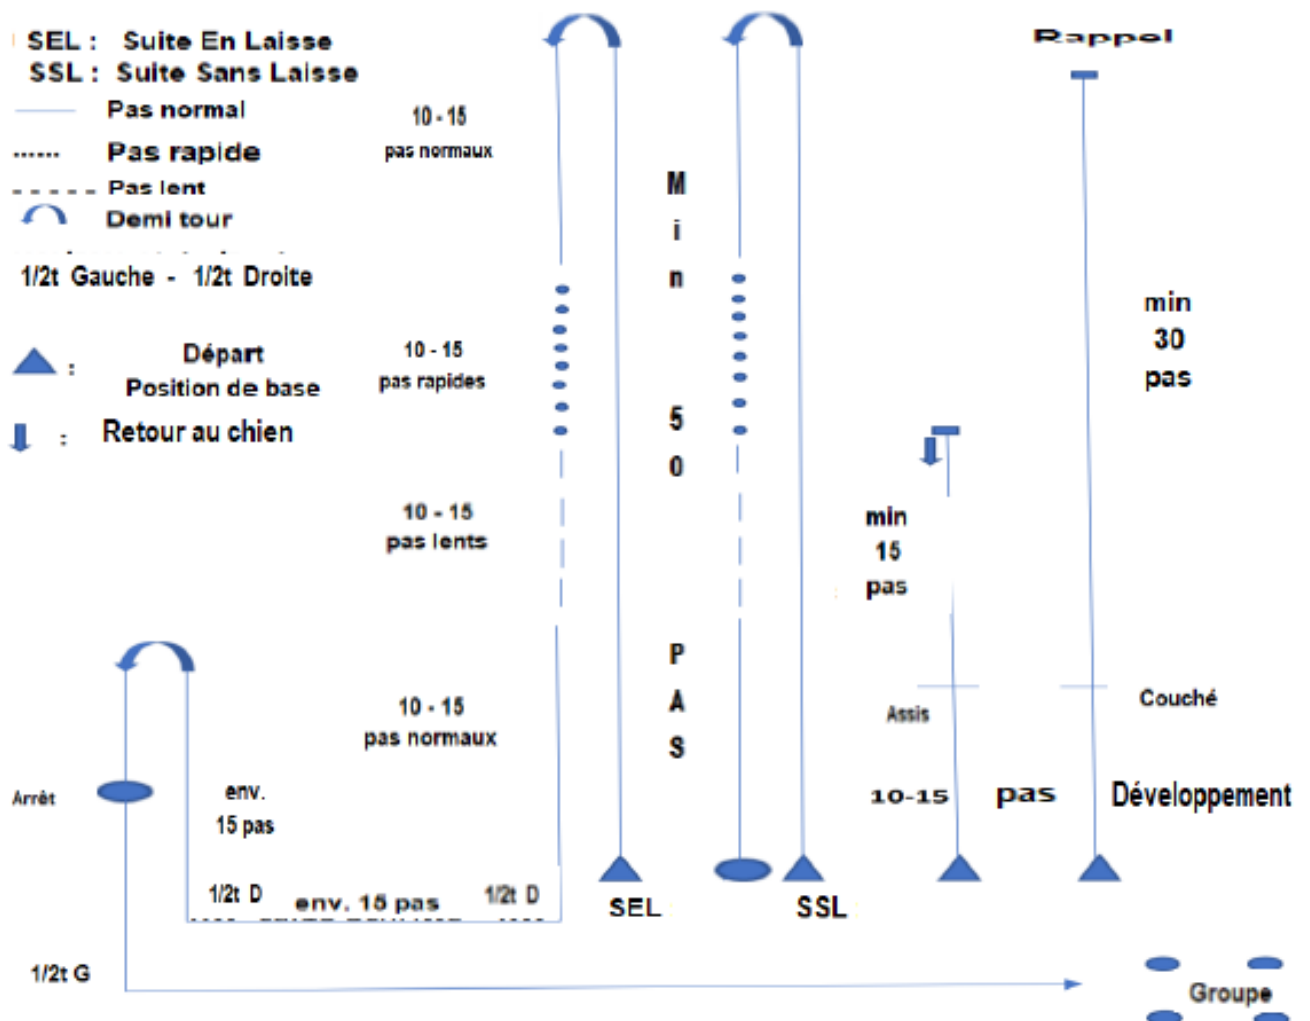 SEL : Suite En Laisse
SSL : Suite Sans Laisse
Pas normal
Pas rapide
Pas lent
Demi tour
1/2t Gauche - 1/2t Droite
: Départ
Position de base
: Retour au chien
10 - 15
pas normaux
10 - 15
pas rapides
10 - 15
pas lents
10 - 15
pas normaux
Arrêt
env.
15 pas
1/2t D
env. 15 pas
1/2t D
1/2t G
Min 50 PAS
SEL
SSL :
min
15
pas
Assis
10-15 pas Développement
Rappel
min
30
pas
Couché
Groupe